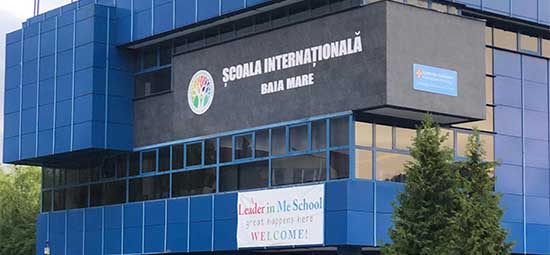 ȘCOALA INTERNAȚIONALĂ
BAIA MARE
Leader in Me School
great happens here
WELCOME!